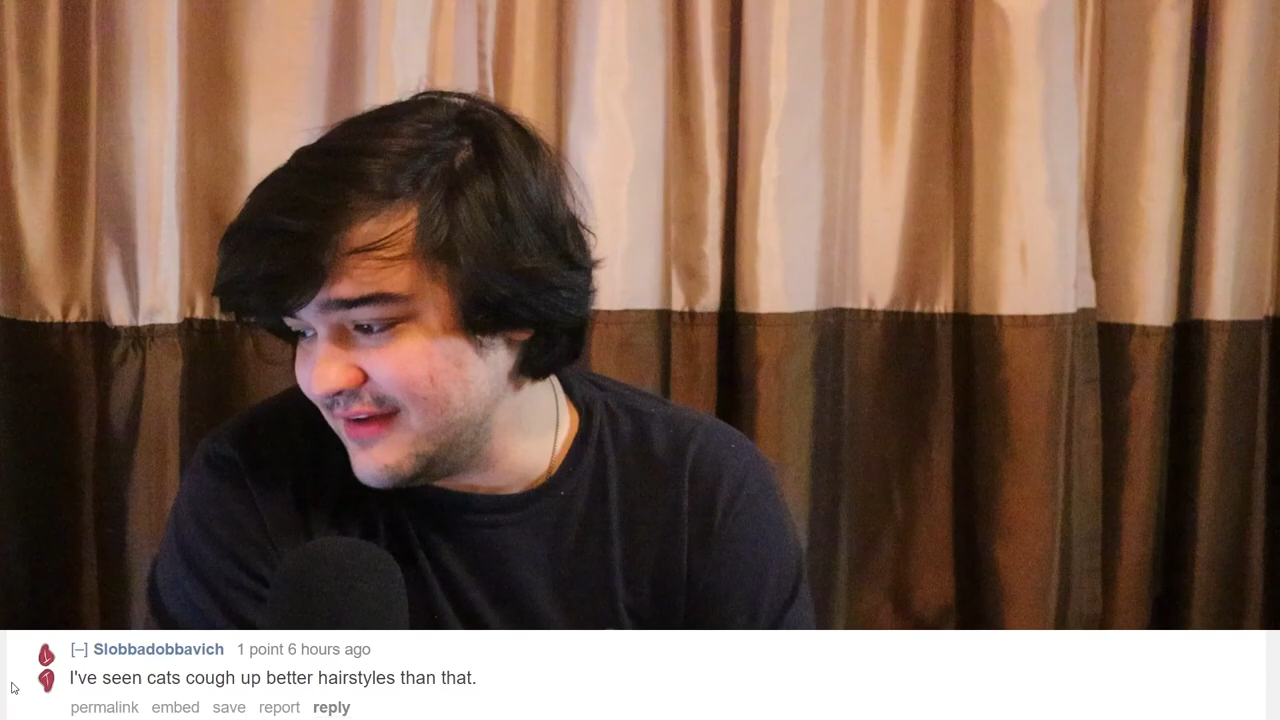 [–] Slobbadobbavich 1 point 6 hours ago
I've seen cats cough up better hairstyles than that.
permalink embed save report reply